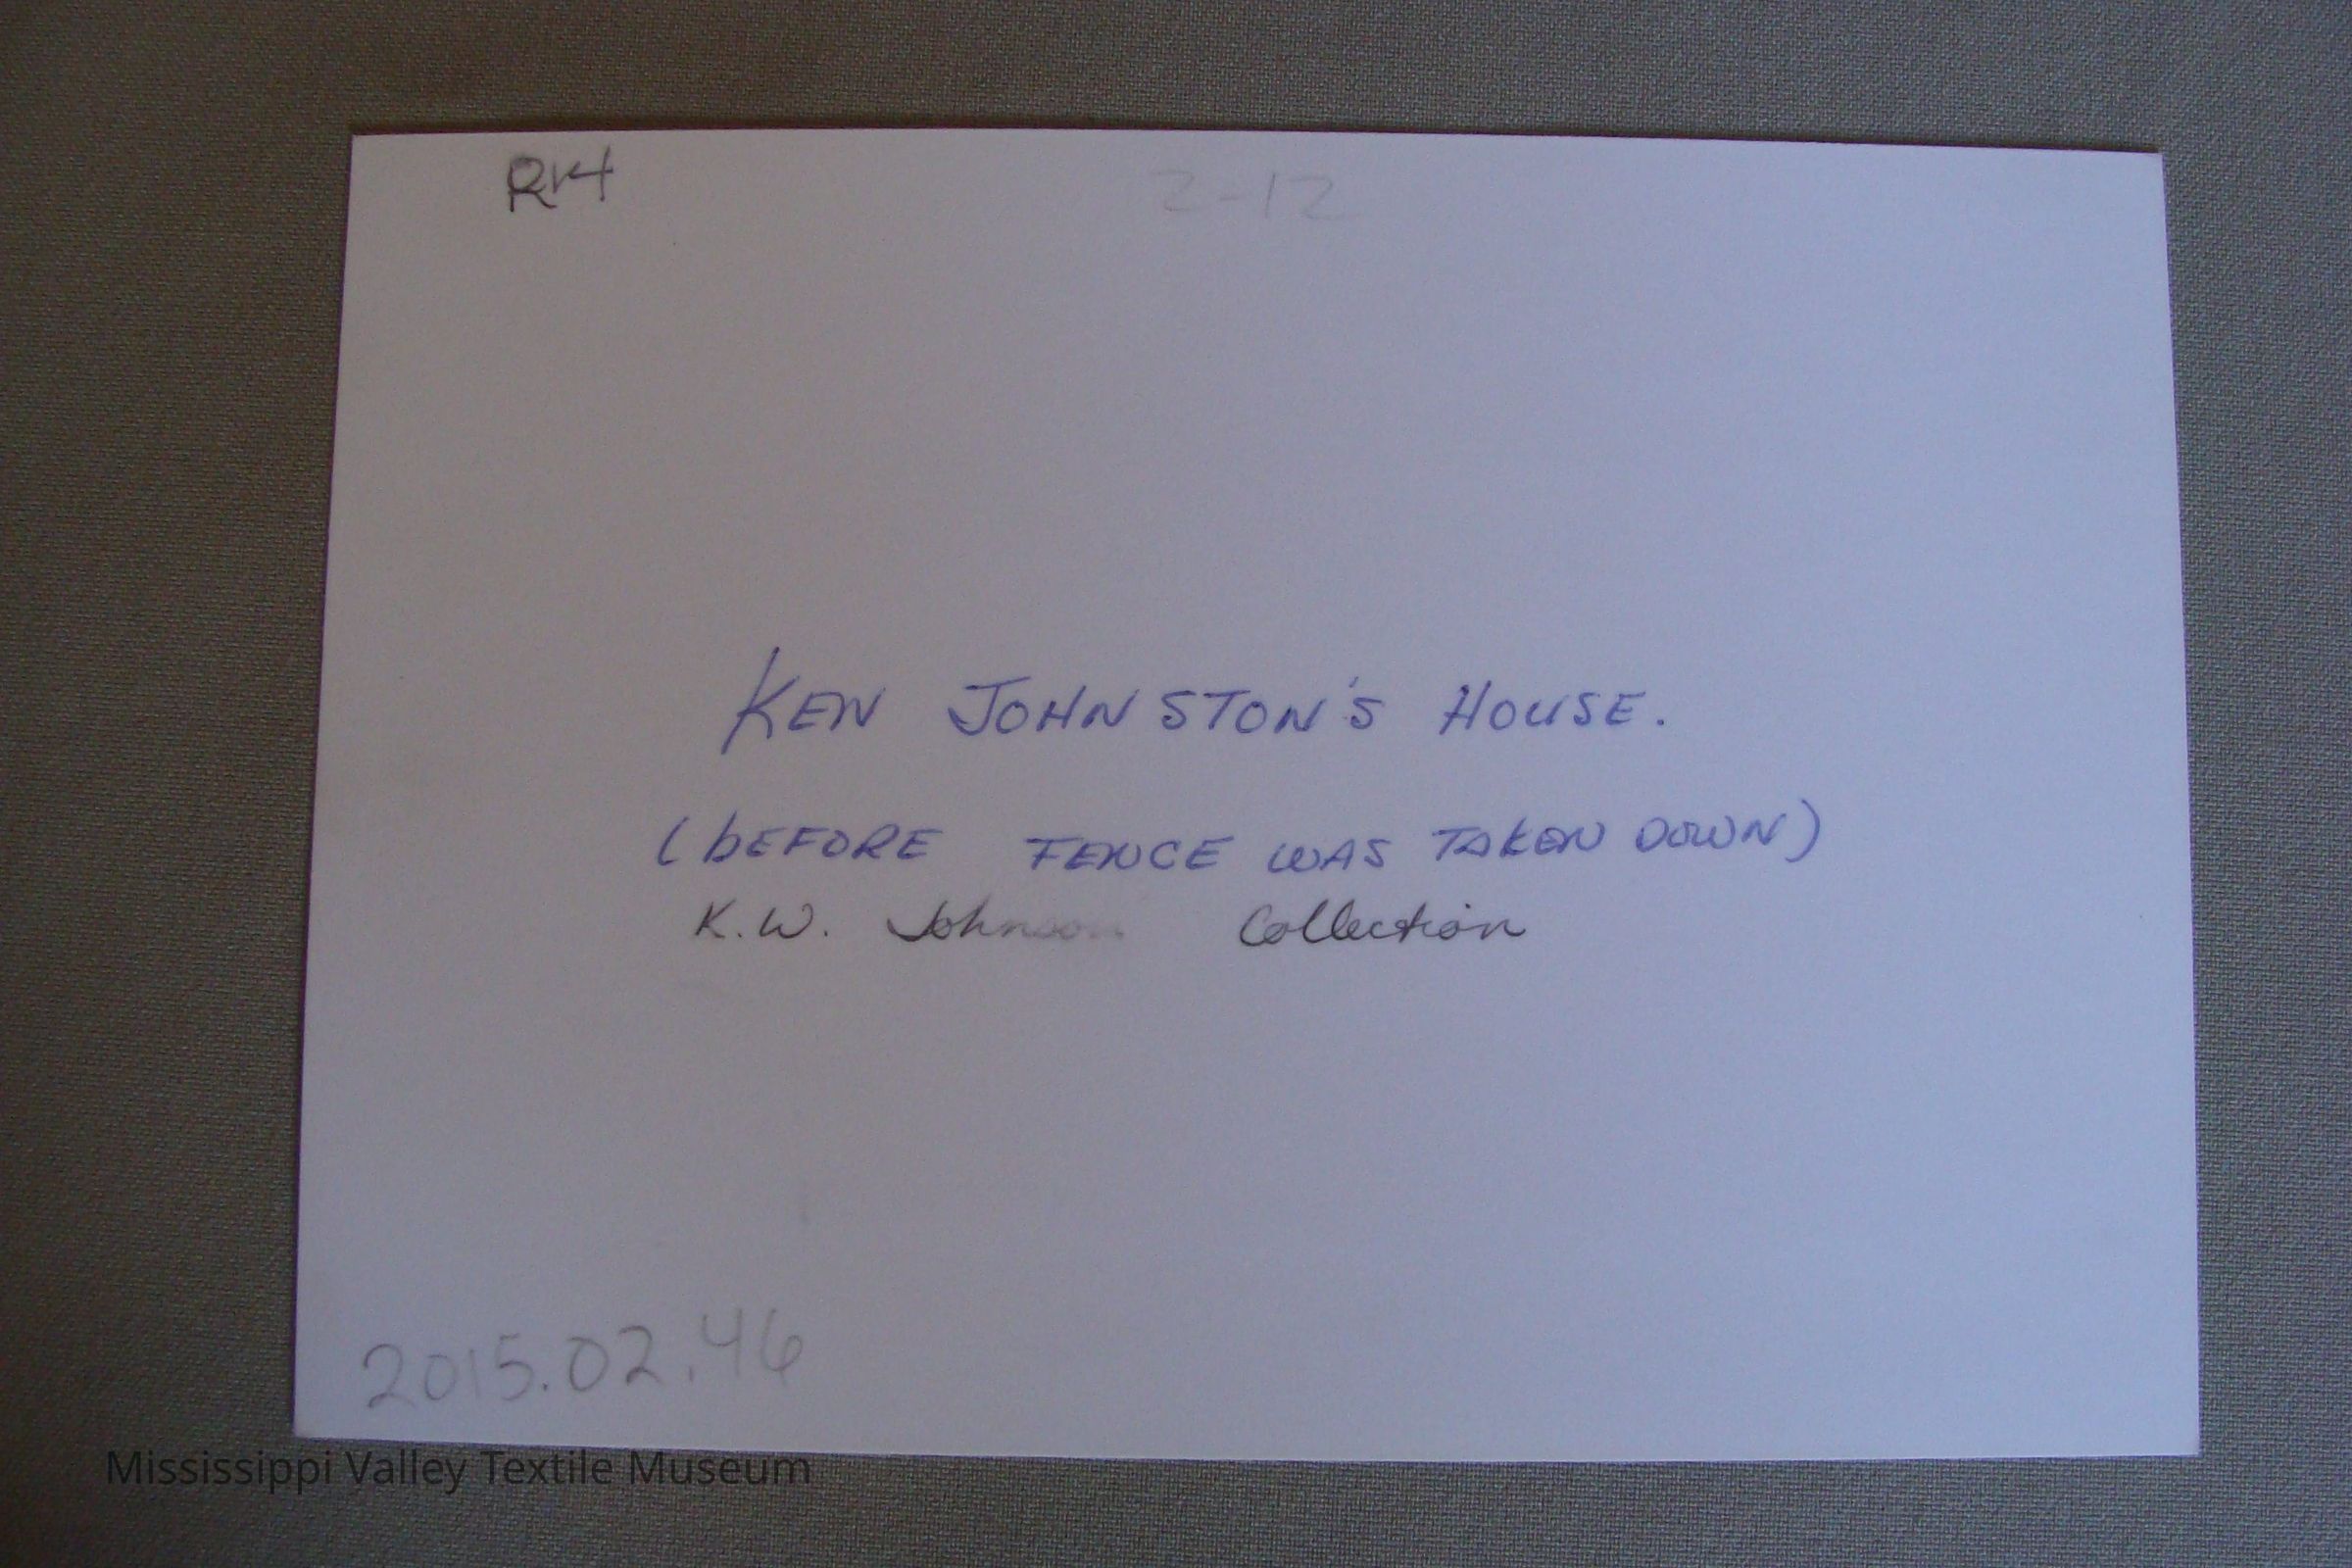 2-12
KEN JOHNSTON'S HOUSE.
(bEFORE FENCE WAS TAKEN DOWN)
K.W. Johnson Collection
2015.02.46
Mississippi Valley Textile Museum